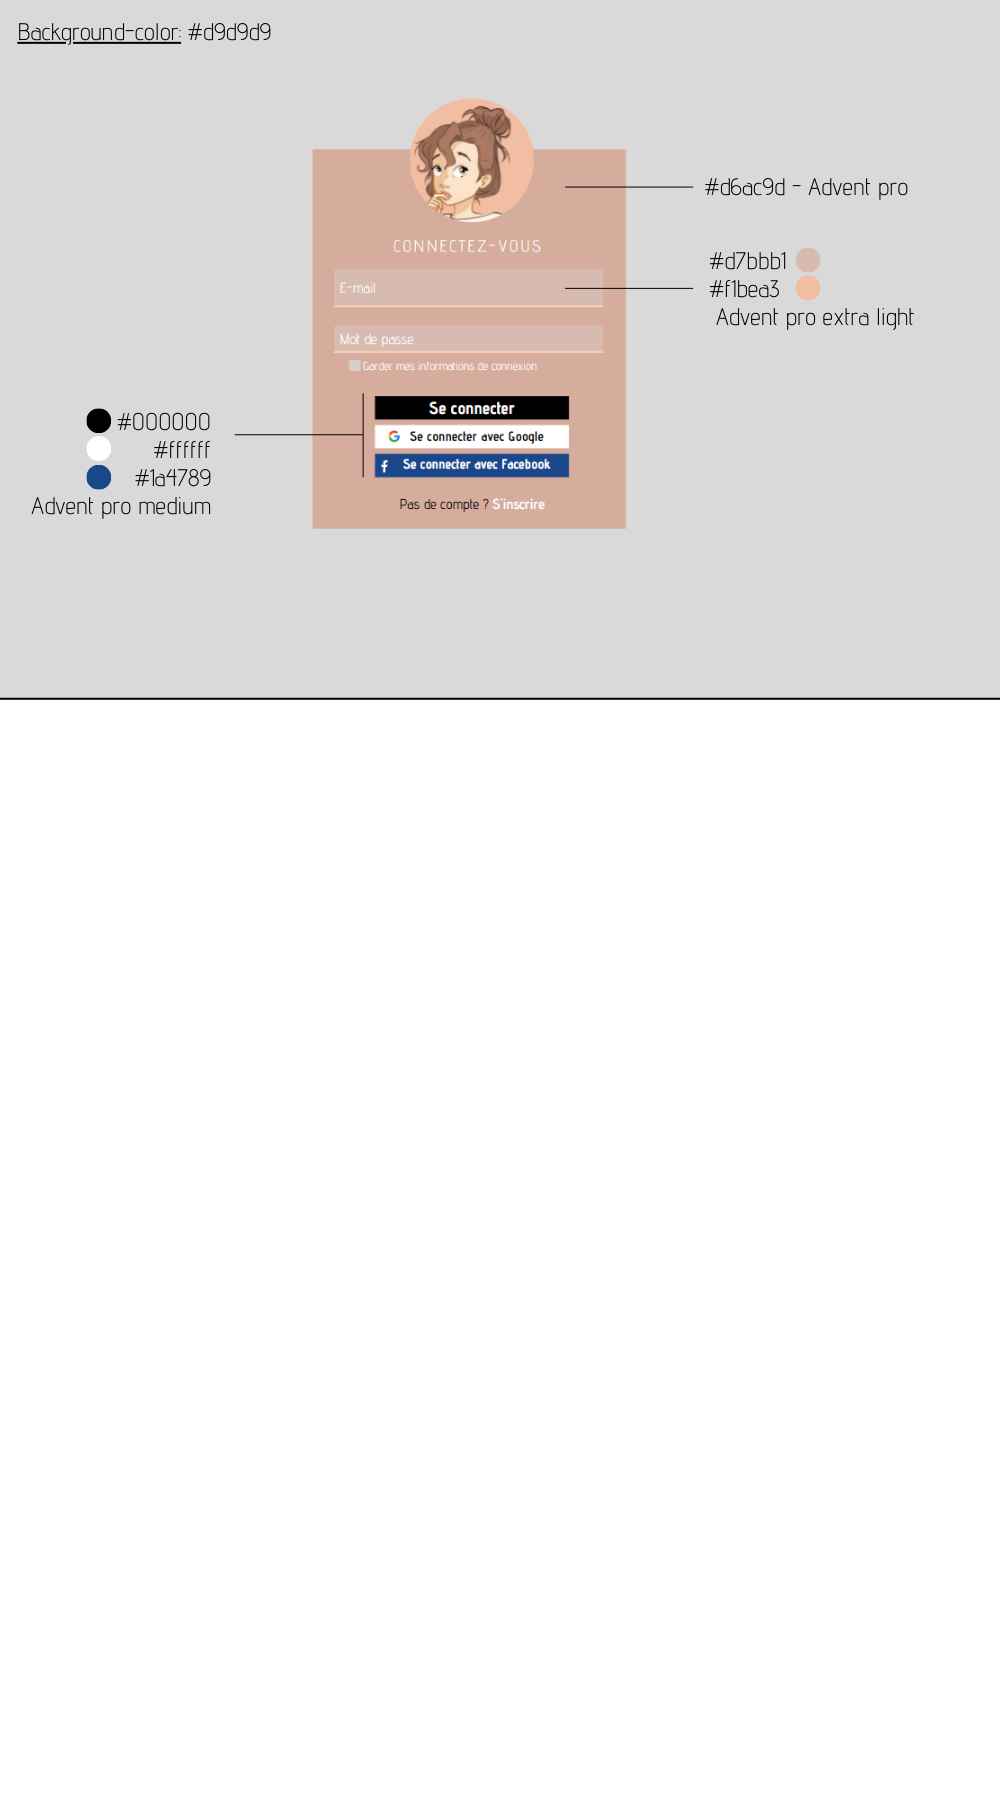 Background-color: #d9d9d9
#d6ac9d - Advent pro
CONNECTEZ-VOUS
#d7bbb1
#f1bea3
Advent pro extra light
E-mail
Mot de passe
Garder mes informations de connexion
#000000
#ffffff
#1a4789
Advent pro medium
Se connecter
Se connecter avec Google
Se connecter avec Facebook
Pas de compte ? S'inscrire